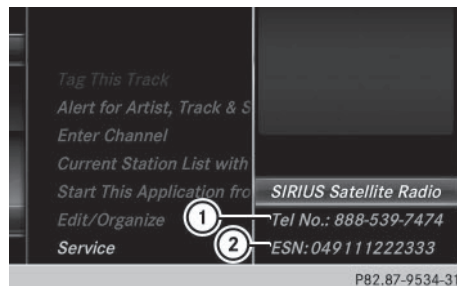 Tag This Track
Alert for Artist, Track & S
Enter Channel
Current Station List with
Start This Application fro
Edit/Organize
Service
SIRIUS Satellite Radio
1
Tel No.: 888-539-7474
2
ESN:049111222333
P82.87-9534-31